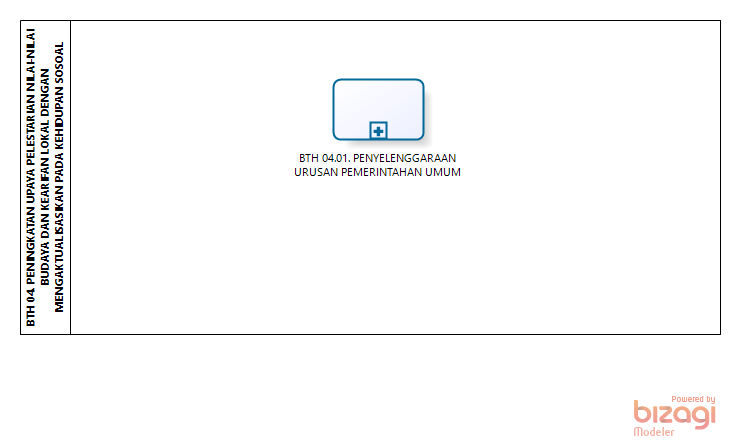 BTH 04. PENINGKATAN UPAYA PELESTARIAN NILAI-NILAI
BUDAYA DAN KEARIFAN LOKAL DENGAN
MENGAKTUALISASIKAN PADA KEHIDUPAN SOSOAL
BTH 04.01. PENYELENGGARAAN
URUSAN PEMERINTAHAN UMUM
Powered by
bizagi
Modeler